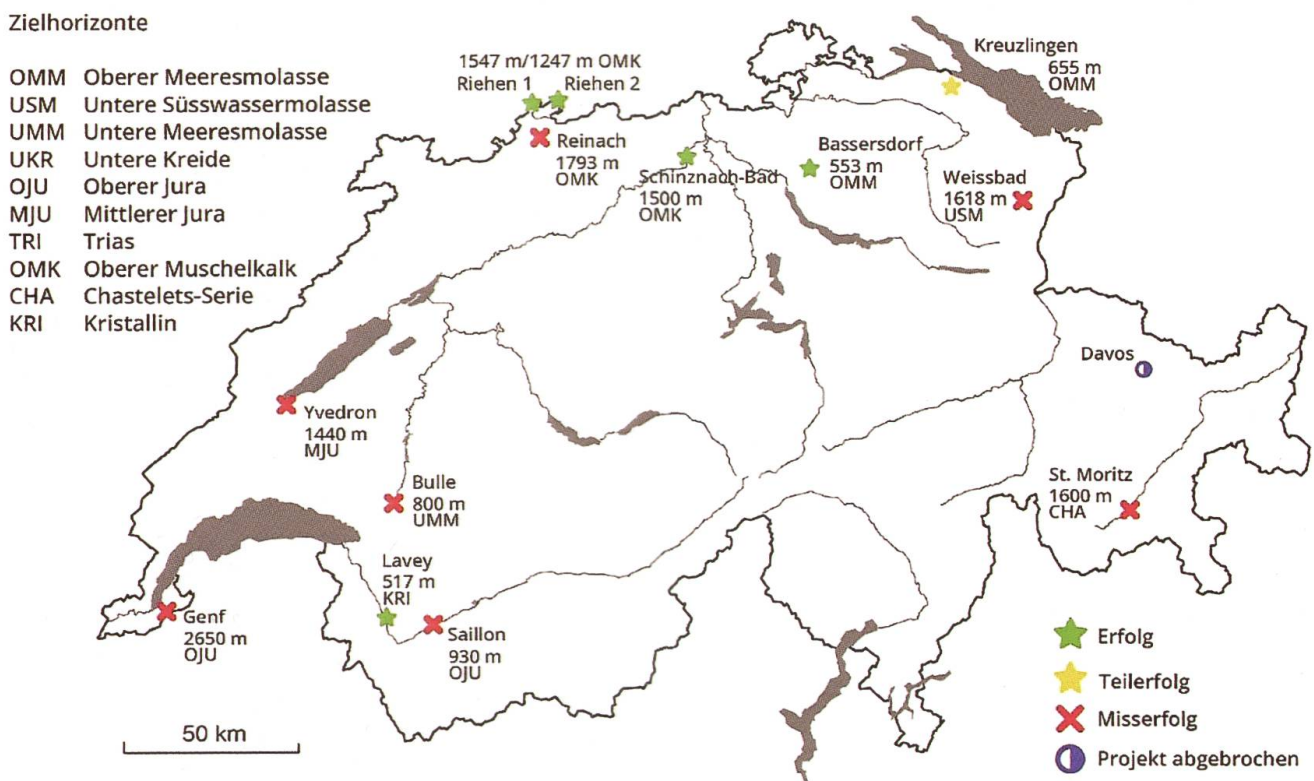 Zielhorizonte
OMM Oberer Meeresmolasse
USM Untere Süsswassermolasse
UMM Untere Meeresmolasse
UKR Untere Kreide
OJU Oberer Jura
MJU Mittlerer Jura
TRI Trias
OMK Oberer Muschelkalk
CHA Chastelets-Serie
KRI Kristallin
1547 m/1247 m OMK
Riehen 1 Riehen 2
Reinach
1793 m
OMK
Schinznach-Bad
1500 m
OMK
Bassersdorf
553 m
OMM
Kreuzlingen
655 m
OMM
Weissbad
1618 m
USM
Davos
St. Moritz
1600 m
CHA
Yvedron
1440 m
MJU
Bulle
800 m
UMM
Lavey
517 m
KRI
Saillon
930 m
OJU
Genf
2650 m
OJU
50 km
Erfolg
Teilerfolg
Misserfolg
Projekt abgebrochen